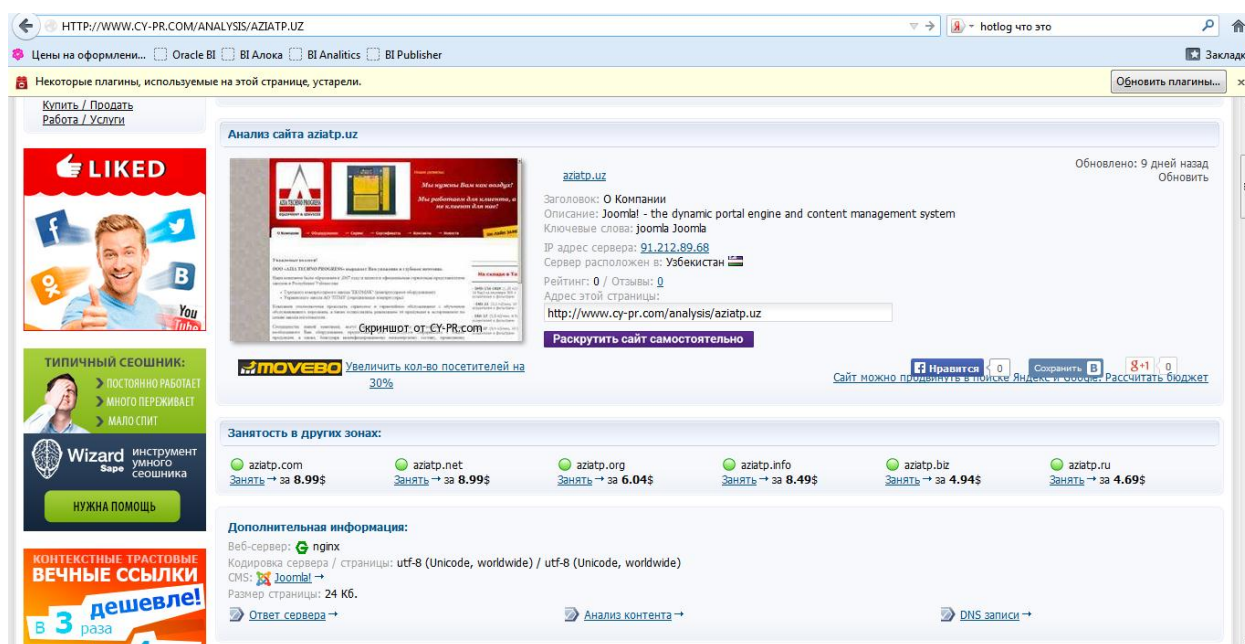 HTTP://WWW.CY-PR.COM/ANALYSIS/AZIATP.UZ
hotlog что это
Цены на оформлени... Oracle BI BI Алока BI Analitics BI Publisher
Закладк
Некоторые плагины, используемые на этой странице, устарели.
Обновить плагины...
Купить / Продать
Работа / Услуги
LIKED
You
Tube
ТИПИЧНЫЙ СЕОШНИК:
ПОСТОЯННО РАБОТАЕТ
МНОГО ПЕРЕЖИВАЕТ
МАЛО СПИТ
Wizard
Sape
инструмент
умного
сеошника
НУЖНА ПОМОЩЬ
КОНТЕКСТНЫЕ ТРАСТОВЫЕ
ВЕЧНЫЕ ССЫЛКИ
дешевле!
в 3 раза
Анализ сайта aziatp.uz
Мы нужны Вам как воздух!
Мы работаем для клиента, а
не клиент для нас!
Скриншот от CY-PR.com
MOVEBO Увеличить кол-во посетителей на
30%
aziatp.uz
Обновлено: 9 дней назад
Обновить
Заголовок: О Компании
Описание: Joomla! - the dynamic portal engine and content management system
Ключевые слова: joomla Joomla
IP адрес сервера: 91.212.89.68
Сервер расположен в: Узбекистан
Рейтинг: 0 / Отзывы: 0
Адрес этой страницы:
http://www.cy-pr.com/analysis/aziatp.uz
Раскрутить сайт самостоятельно
Нравится 0 Сохранить B g+1 0
Сайт можно продвинуть в поиске Яндекс и Google. Рассчитать бюджет
Занятость в других зонах:
aziatp.com aziatp.net aziatp.org aziatp.info aziatp.biz aziatp.ru
Занять → за 8.99$ Занять → за 8.99$ Занять → за 6.04$ Занять → за 8.49$ Занять → за 4.94$ Занять → за 4.69$
Дополнительная информация:
Веб-сервер: nginx
Кодировка сервера / страницы: utf-8 (Unicode, worldwide) / utf-8 (Unicode, worldwide)
CMS: Joomla! →
Размер страницы: 24 Кб.
Ответ сервера → Анализ контента → DNS записи →